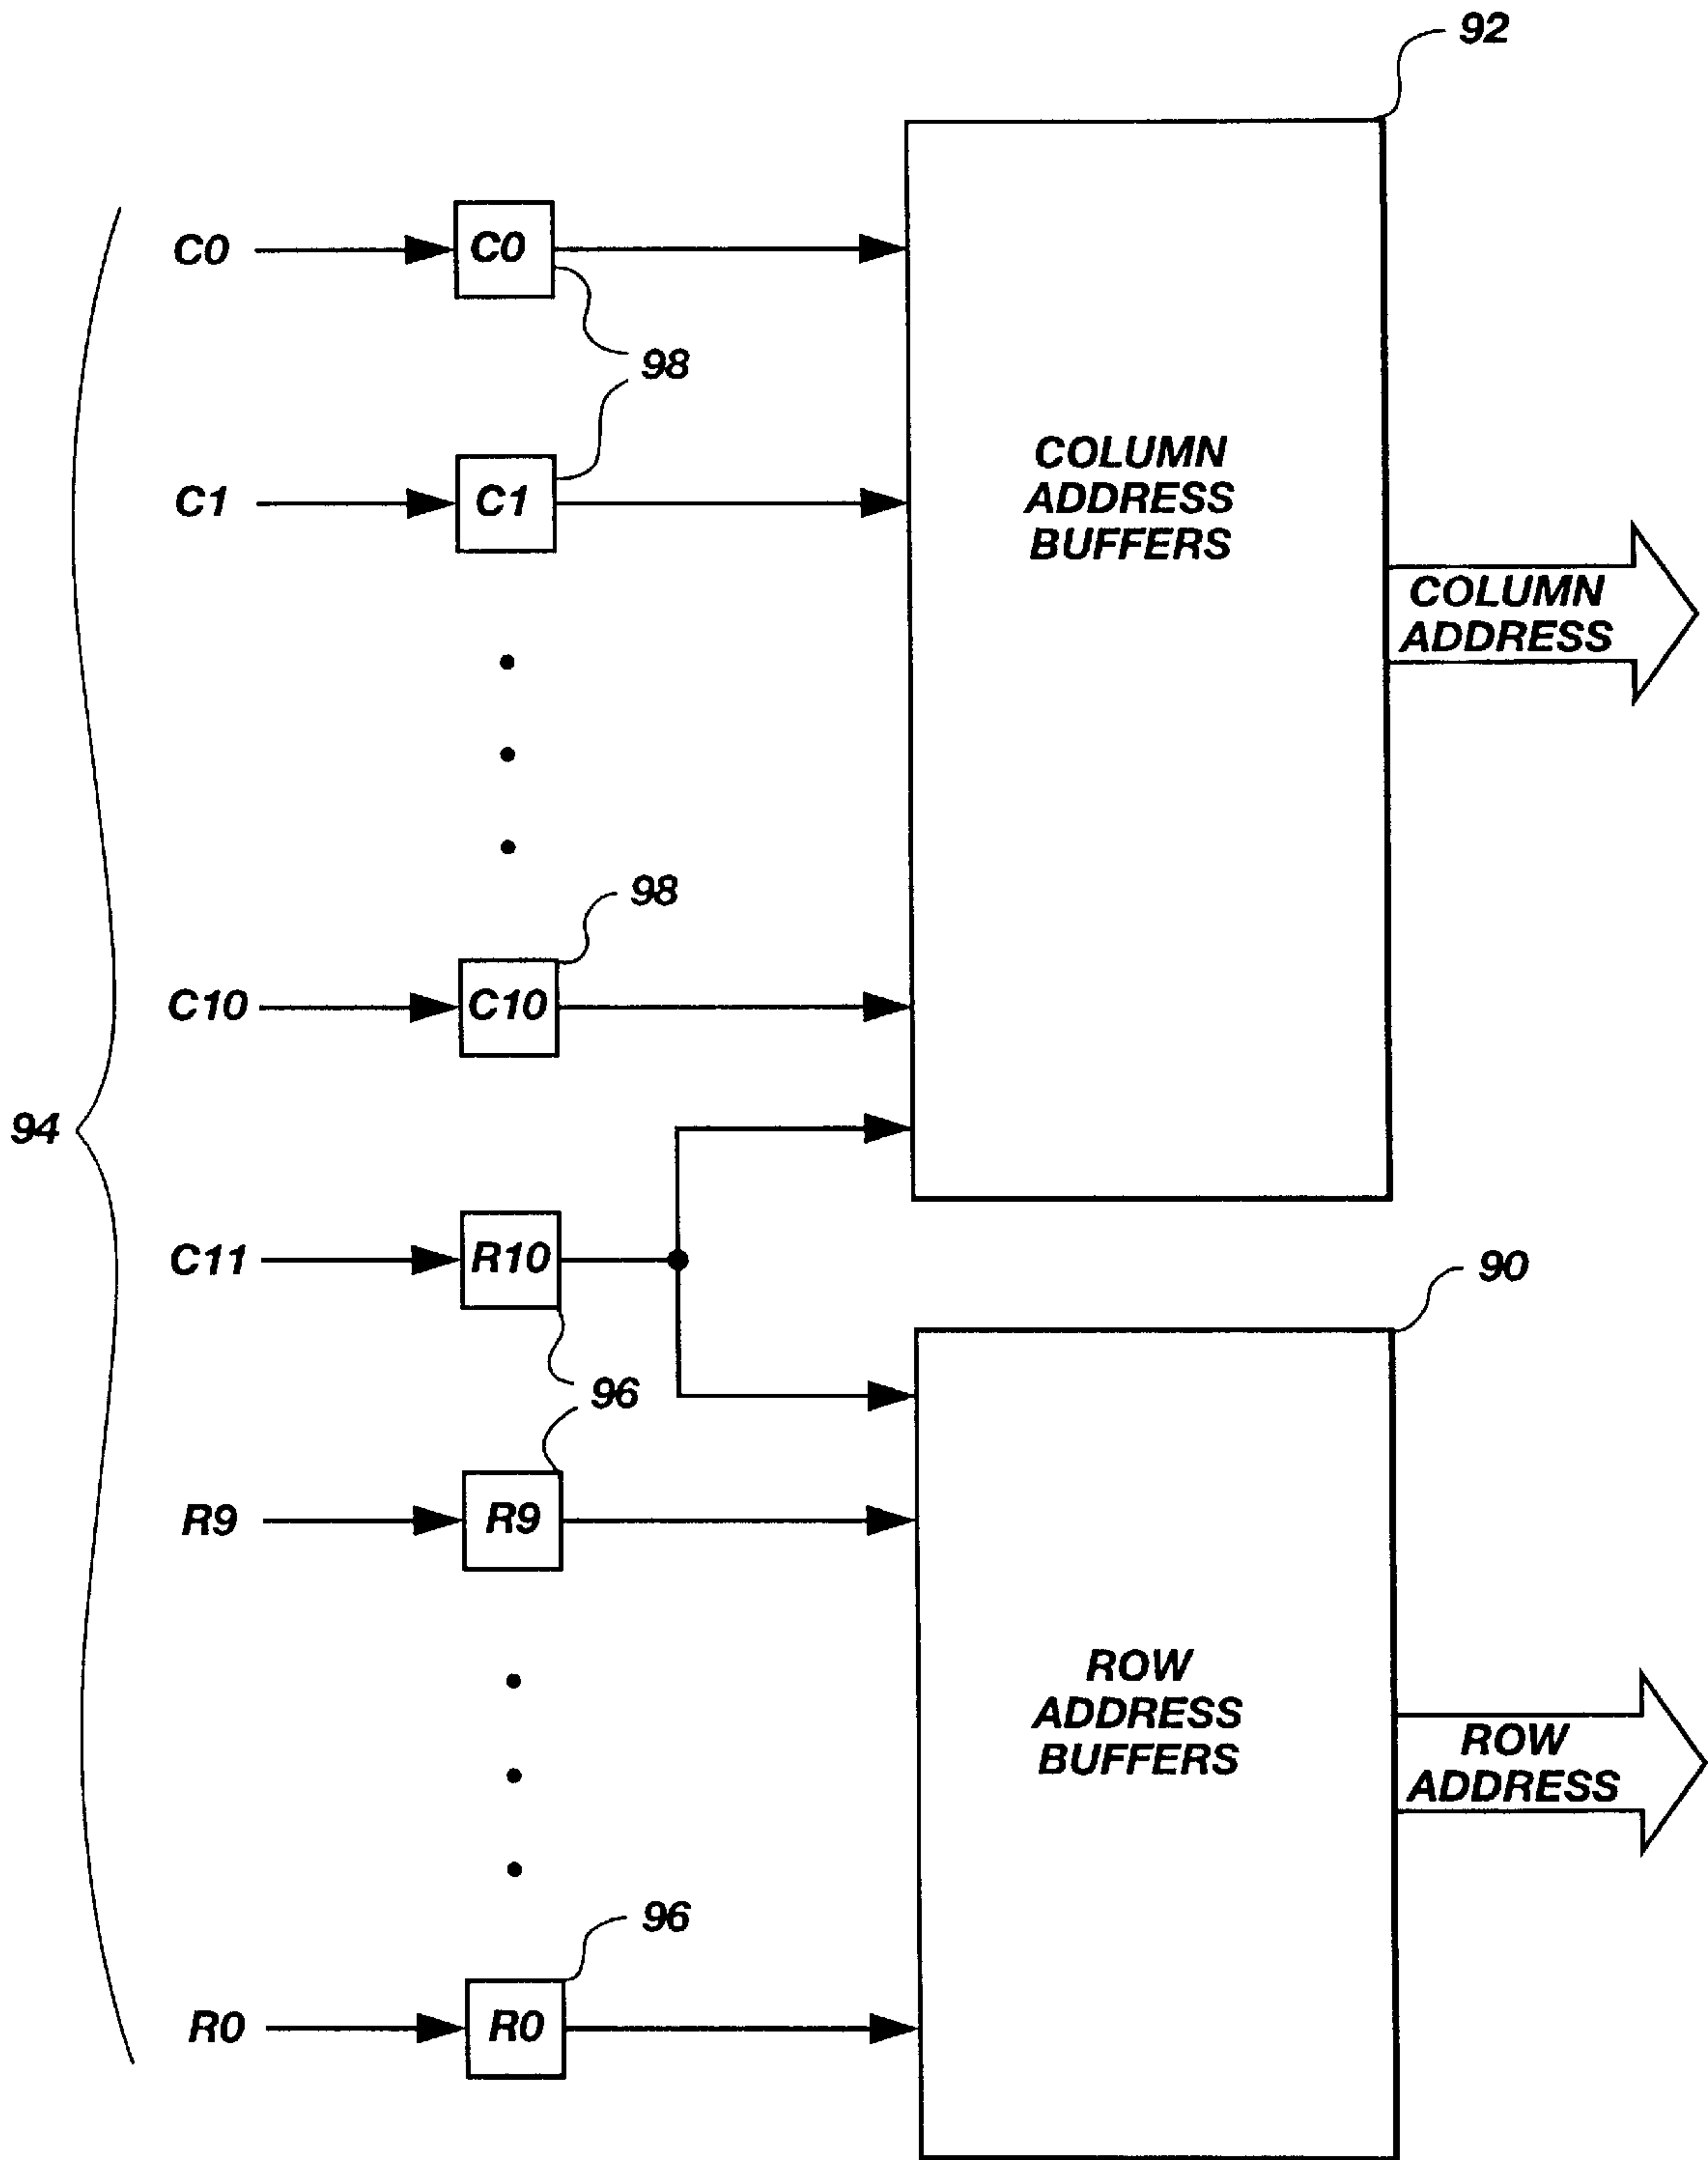 92
C0 C0
98
C1 C1
COLUMN
ADDRESS
BUFFERS
COLUMN
ADDRESS
98
C10 C10
94
C11 R10
90
96
R9 R9
ROW
ADDRESS
BUFFERS
ROW
ADDRESS
96
R0 R0